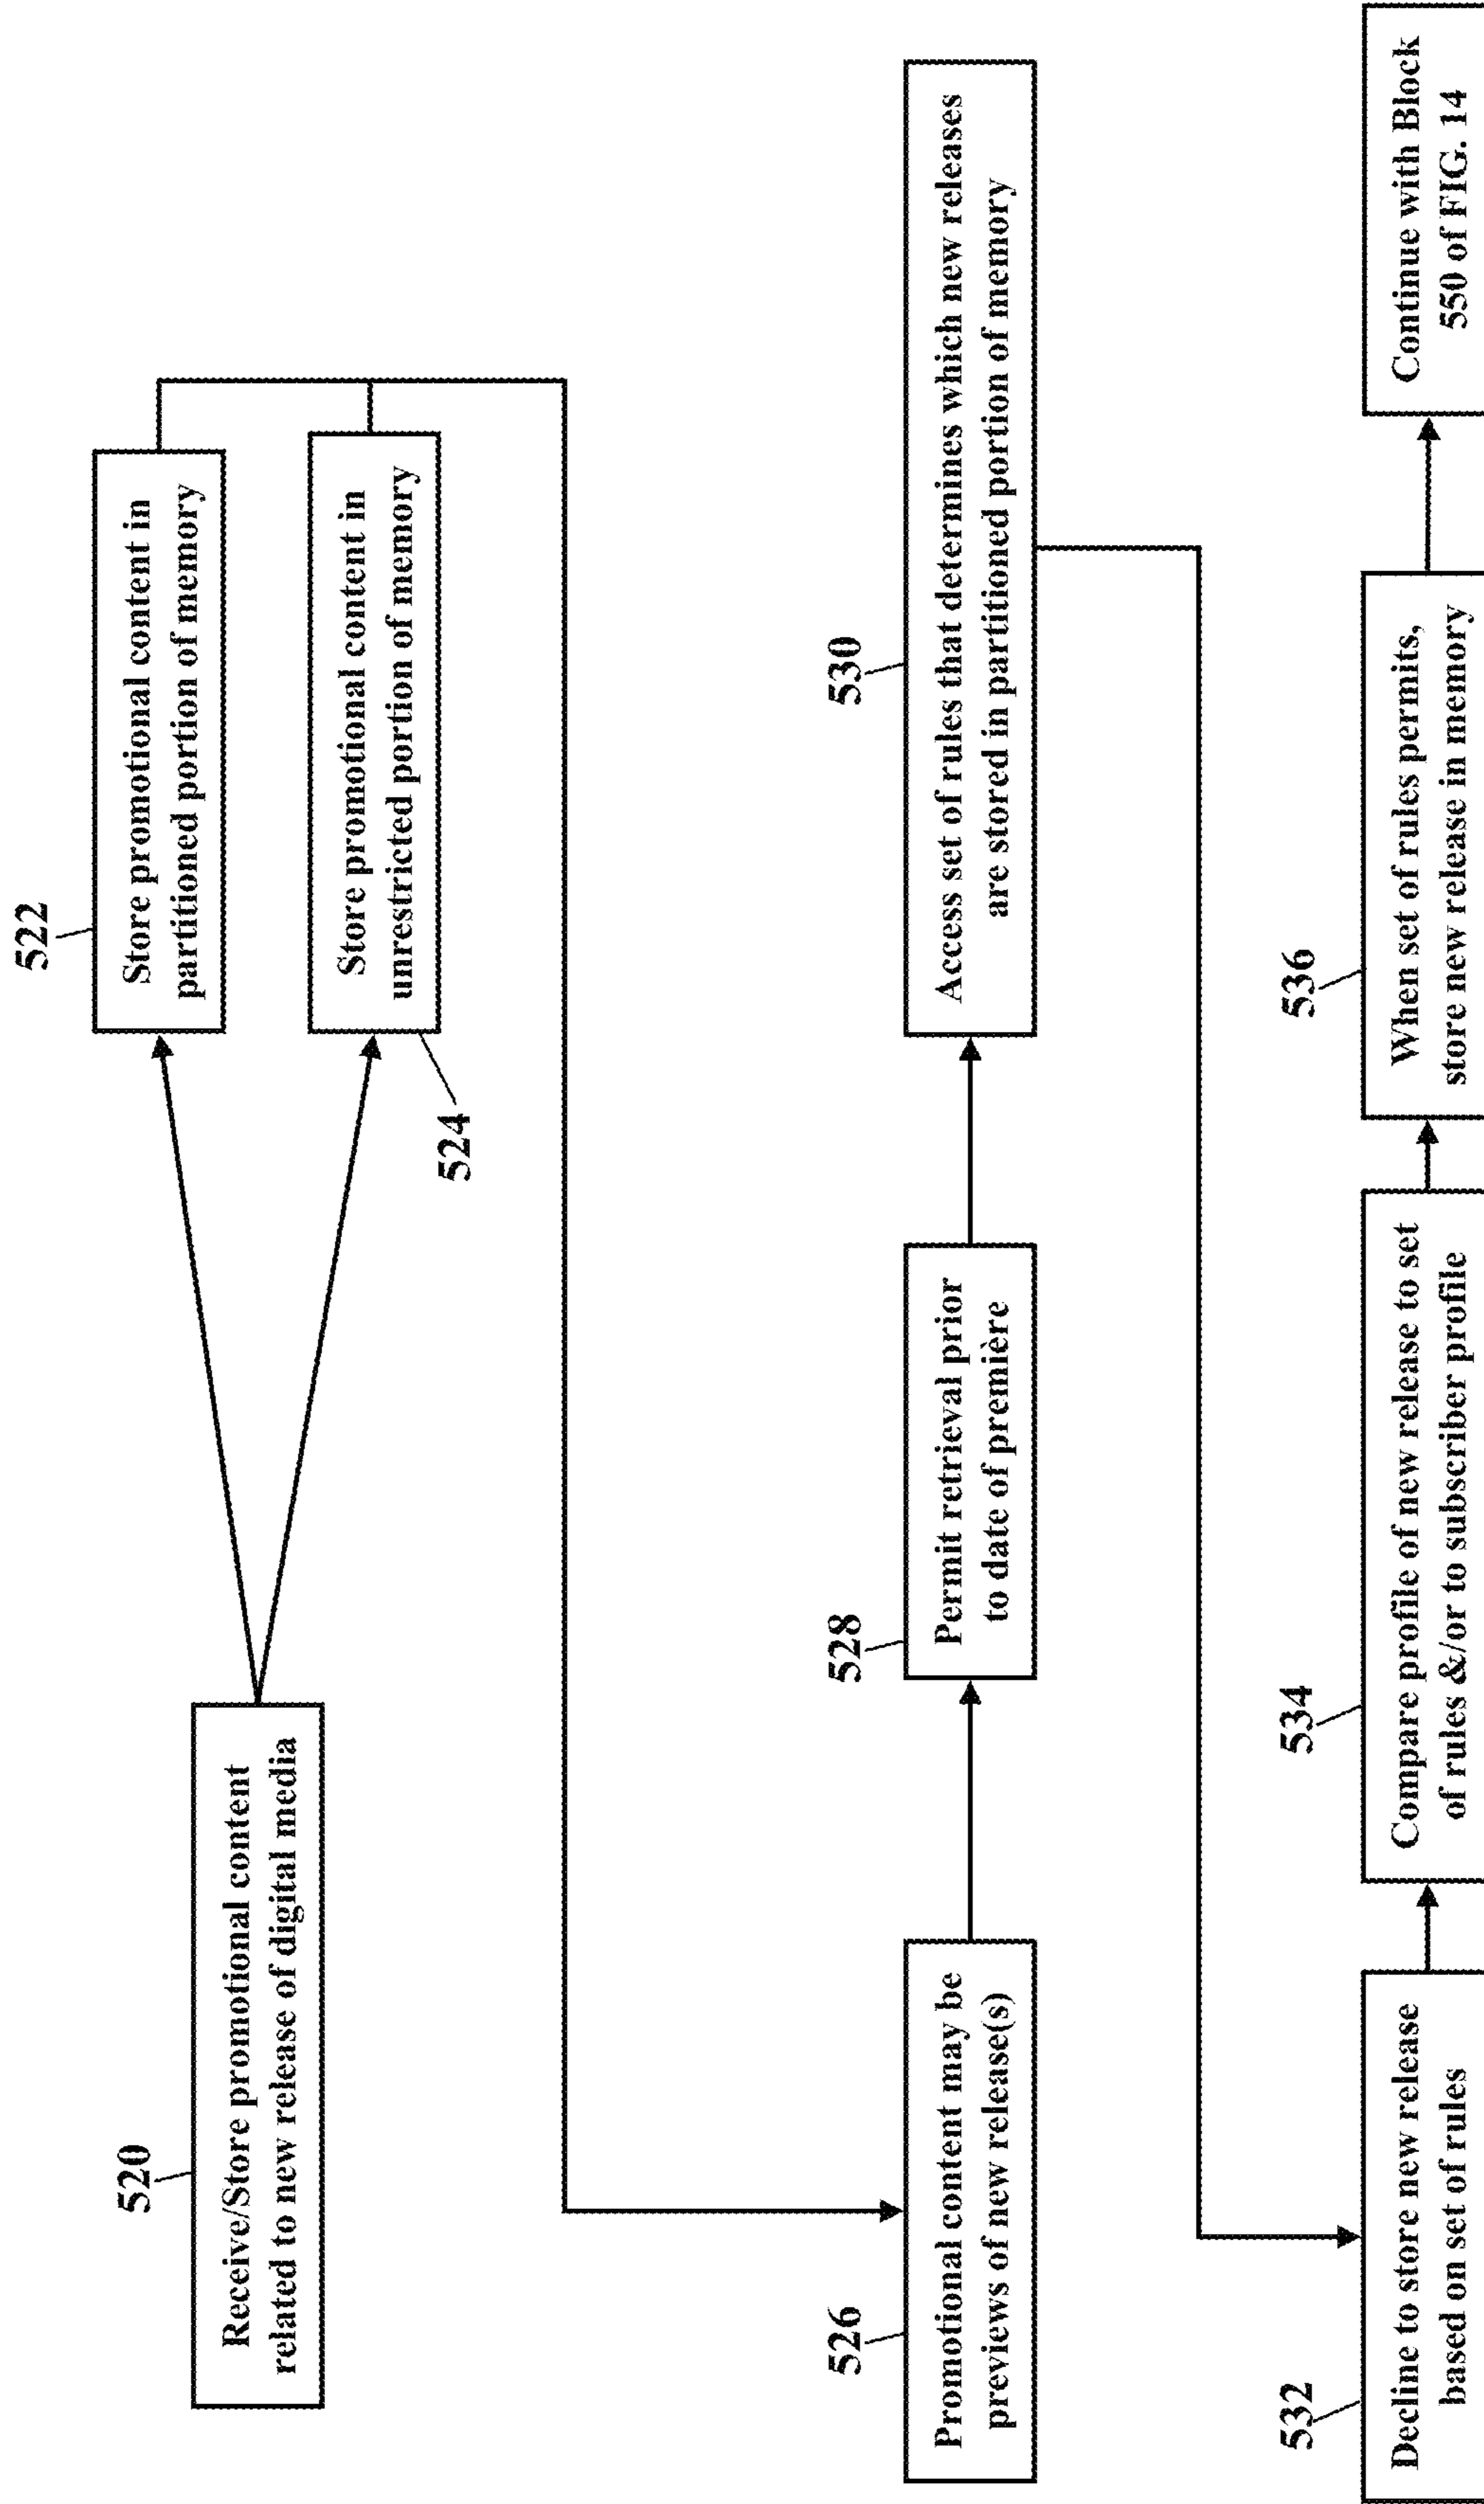 520
Receive/Store promotional content
related to new release of digital media
522
Store promotional content in
partitioned portion of memory
524
Store promotional content in
unrestricted portion of memory
526
Promotional content may be
previews of new release(s)
528
Permit retrieval prior
to date of première
530
Access set of rules that determines which new releases
are stored in partitioned portion of memory
532
Decline to store new release
based on set of rules
534
Compare profile of new release to set
of rules &/or to subscriber profile
536
When set of rules permits,
store new release in memory
Continue with Block
550 of FIG. 14